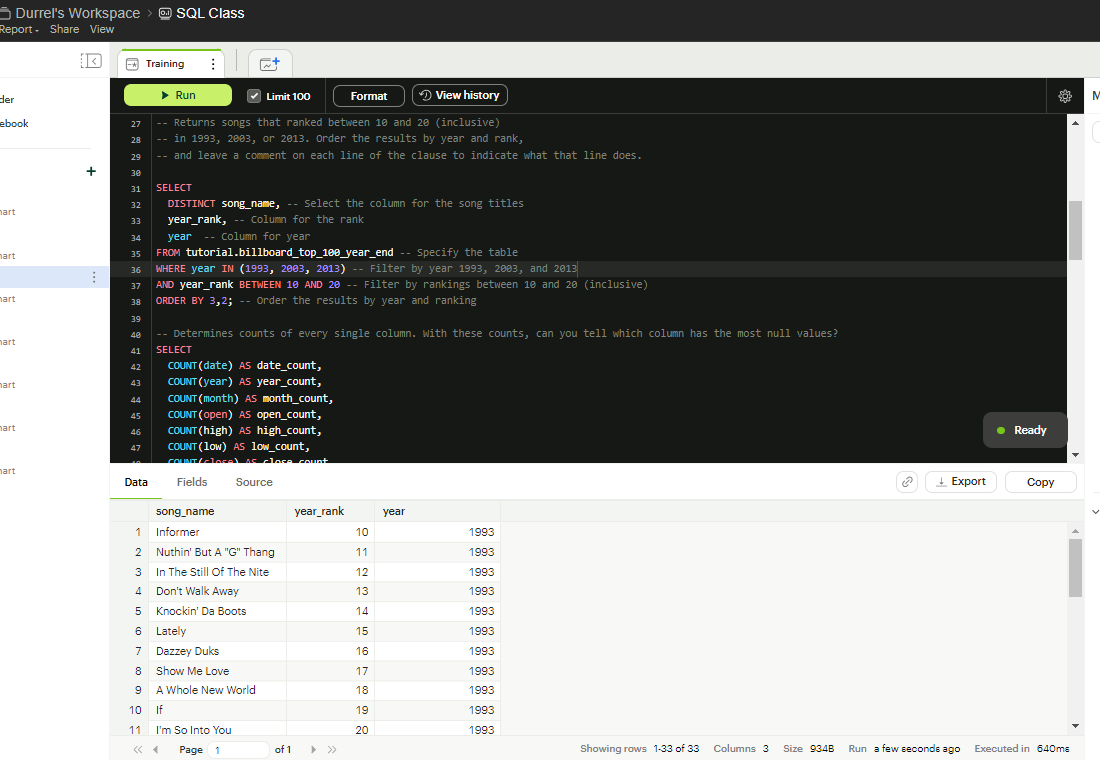 Durrel's Workspace > SQL Class
Report Share View
der
ebook
+
hart
hart
hart
hart
hart
hart
hart
Training
Run Limit 100 Format View history
M
27 -- Returns songs that ranked between 10 and 20 (inclusive)
28 -- in 1993, 2003, or 2013. Order the results by year and rank,
29 -- and leave a comment on each line of the clause to indicate what that line does.
30
31 SELECT
32 DISTINCT song_name, -- Select the column for the song titles
33 year_rank, -- Column for the rank
34 year -- Column for year
35 FROM tutorial.billboard_top_100_year_end -- Specify the table
36 WHERE year IN (1993, 2003, 2013) -- Filter by year 1993, 2003, and 2013
37 AND year_rank BETWEEN 10 AND 20 -- Filter by rankings between 10 and 20 (inclusive)
38 ORDER BY 3,2; -- Order the results by year and ranking
39
40 -- Determines counts of every single column. With these counts, can you tell which column has the most null values?
41 SELECT
42 COUNT(date) AS date_count,
43 COUNT(year) AS year_count,
44 COUNT(month) AS month_count,
45 COUNT(open) AS open_count,
46 COUNT(high) AS high_count,
47 COUNT(low) AS low_count,
48 COUNT(close) AS close_count
Ready
Data Fields Source Export Copy
song_name year_rank year
1 Informer 10 1993
2 Nuthin' But A "G" Thang 11 1993
3 In The Still Of The Nite 12 1993
4 Don't Walk Away 13 1993
5 Knockin' Da Boots 14 1993
6 Lately 15 1993
7 Dazzey Duks 16 1993
8 Show Me Love 17 1993
9 A Whole New World 18 1993
10 If 19 1993
11 I'm So Into You 20 1993
Page 1 of 1 Showing rows 1-33 of 33 Columns 3 Size 934B Run a few seconds ago Executed in 640ms